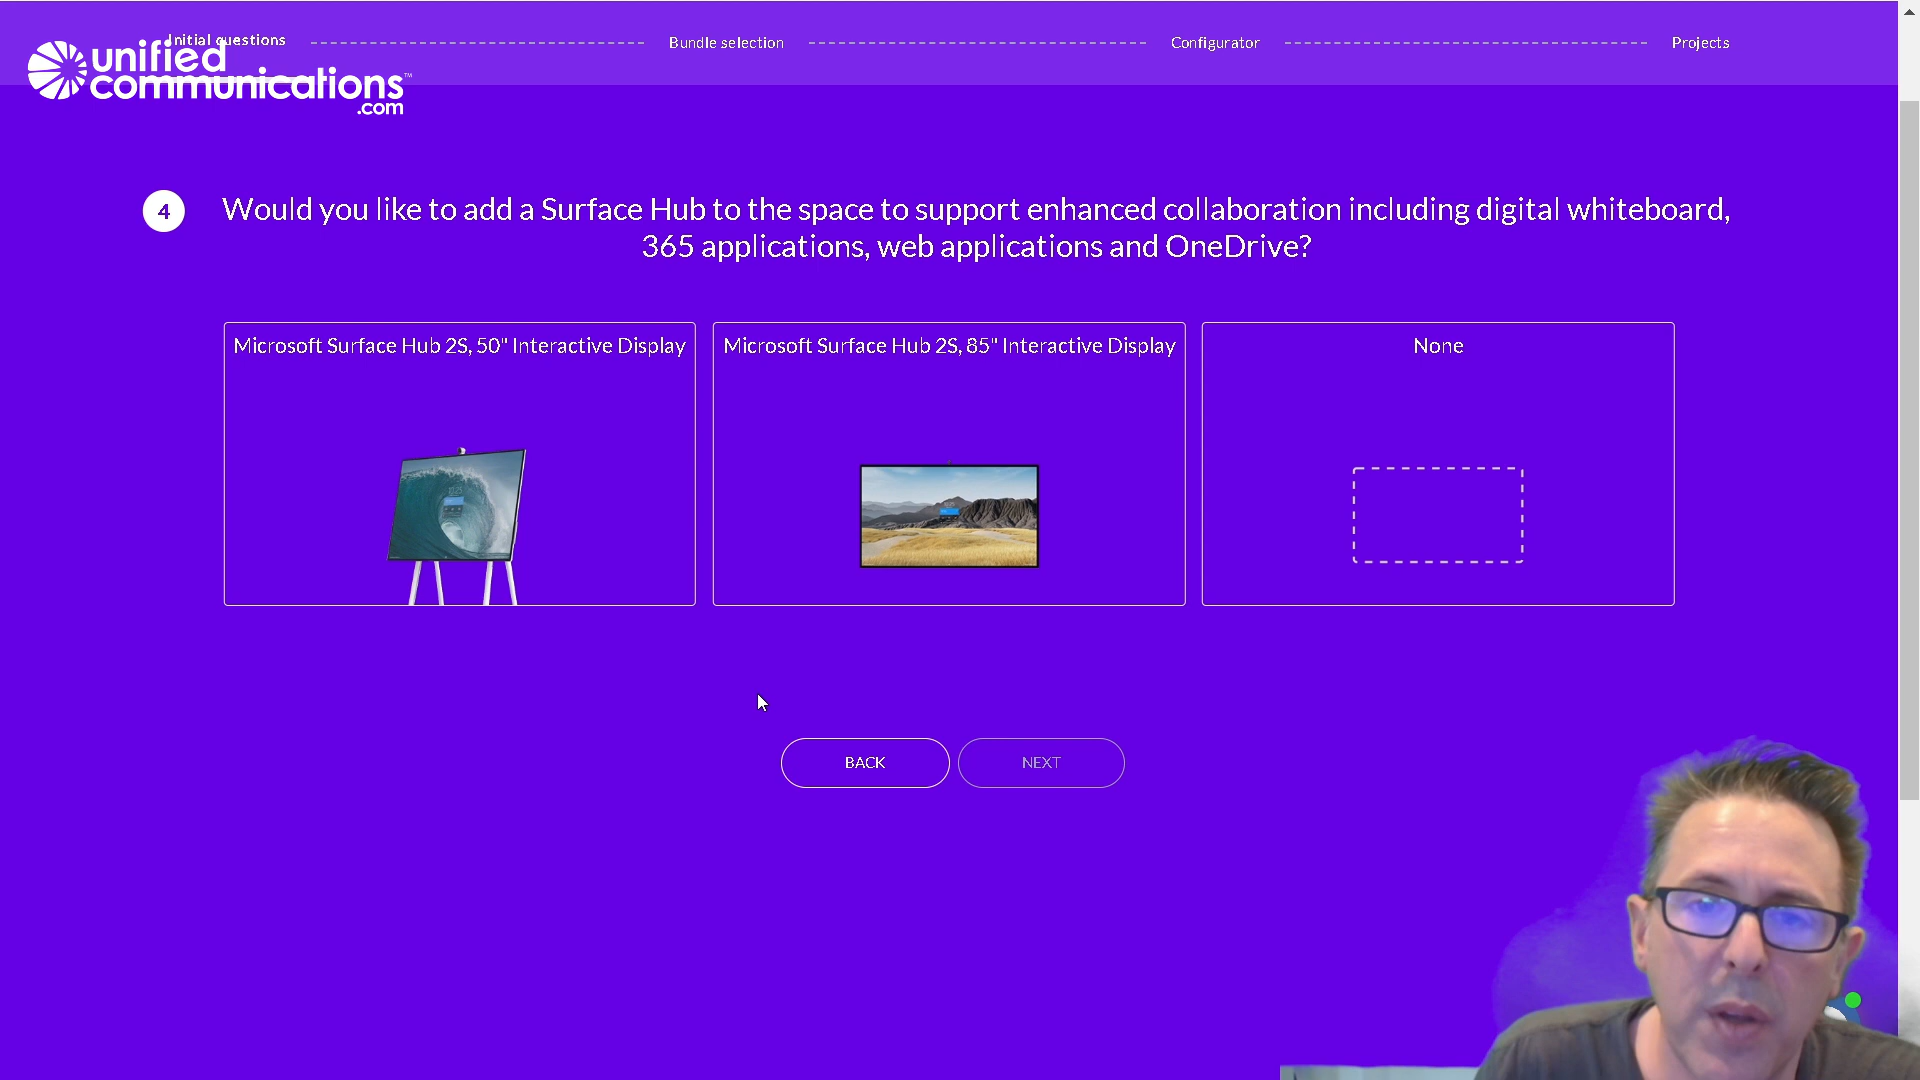 Initial questions
Bundle selection
Configurator
Projects
unified
communications™
.com
4
Would you like to add a Surface Hub to the space to support enhanced collaboration including digital whiteboard,
365 applications, web applications and OneDrive?
Microsoft Surface Hub 2S, 50" Interactive Display
Microsoft Surface Hub 2S, 85" Interactive Display
None
BACK
NEXT